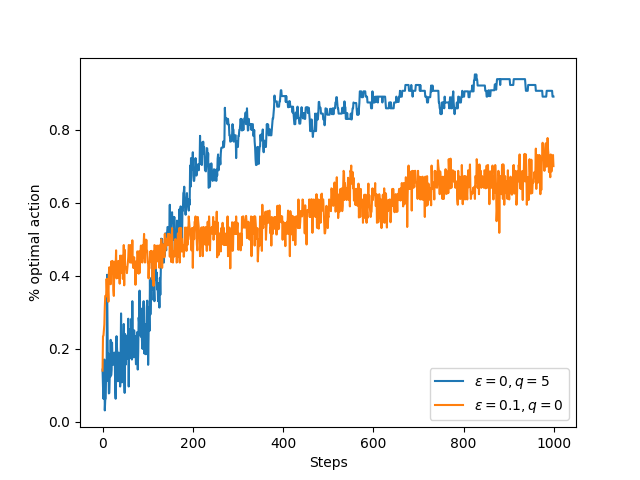 0.8
0.6
0.4
0.2
0.0
% optimal action
0 200 400 600 800 1000
Steps
ε = 0, q = 5
ε = 0.1, q = 0